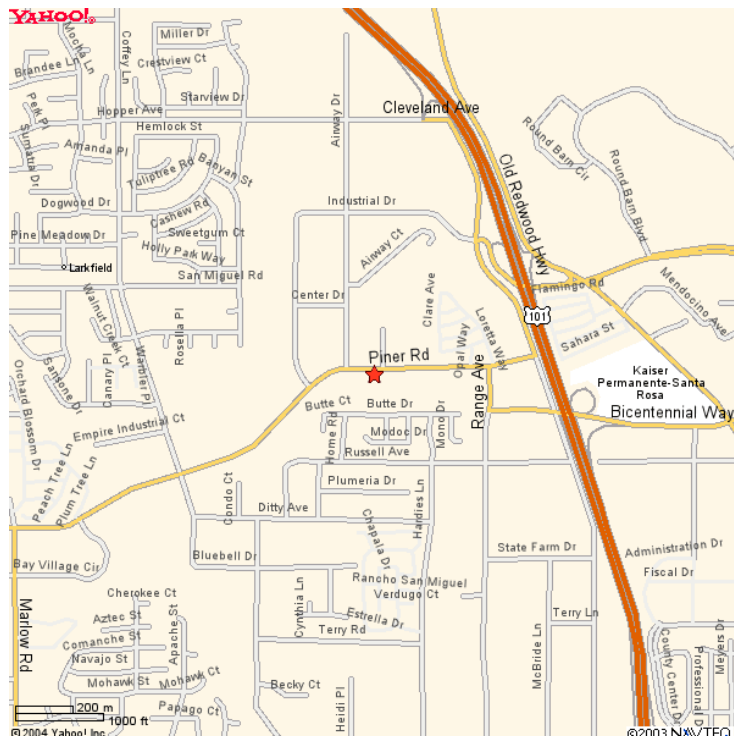 YAHOO!
Miller Dr
Mocha Ln
Coffey Ln
Brandee Ln
Crestview Ct
Starview Dr
Hopper Ave
Cleveland Ave
Perk Pl
Hemlock St
Airway Dr
Sumatra Dr
Amanda Pl
Tuliptree Rd
Banyan St
Round Barn Cir
Round Barn Blvd
Old Redwood Hwy
Dogwood Dr
Cashew Rd
Industrial Dr
Pine Meadow Dr
Sweetgum Ct
Airway Ct
Holly Park Way
Larkfield
San Miguel Rd
Flamingo Rd
Mendocino Ave
Center Dr
Clare Ave
Walnut Creek Ct
Rosella Pl
Warbler Pl
Opal Way
Loretta Way
101
Sahara St
Piner Rd
Range Ave
Kaiser
Permanente-Santa
Rosa
Sansone Dr
Canary Pl
Orchard Blossom Dr
Butte Ct
Butte Dr
Bicentennial Way
Empire Industrial Ct
Home Rd
Modoc Dr
Mono Dr
Russell Ave
Peach Tree Ln
Plum Tree Ln
Condo Ct
Plumeria Dr
Hardies Ln
Ditty Ave
Chapala Dr
Bluebell Dr
State Farm Dr
Administration Dr
Bay Village Cir
Fiscal Dr
Rancho San Miguel
Verdugo Ct
Cherokee Ct
Cynthia Ln
Marlow Rd
Aztec St
Apache St
Estrella Dr
Terry Ln
Terry Rd
Comanche St
McBride Ln
County Center Dr
Professional Dr
Meyers Dr
Navajo St
Mohawk St
Mohawk Ct
Becky Ct
Heidi Pl
Papago Ct
200 m
1000 ft
©2004 Yahoo! Inc
©2003 NAVTEQ